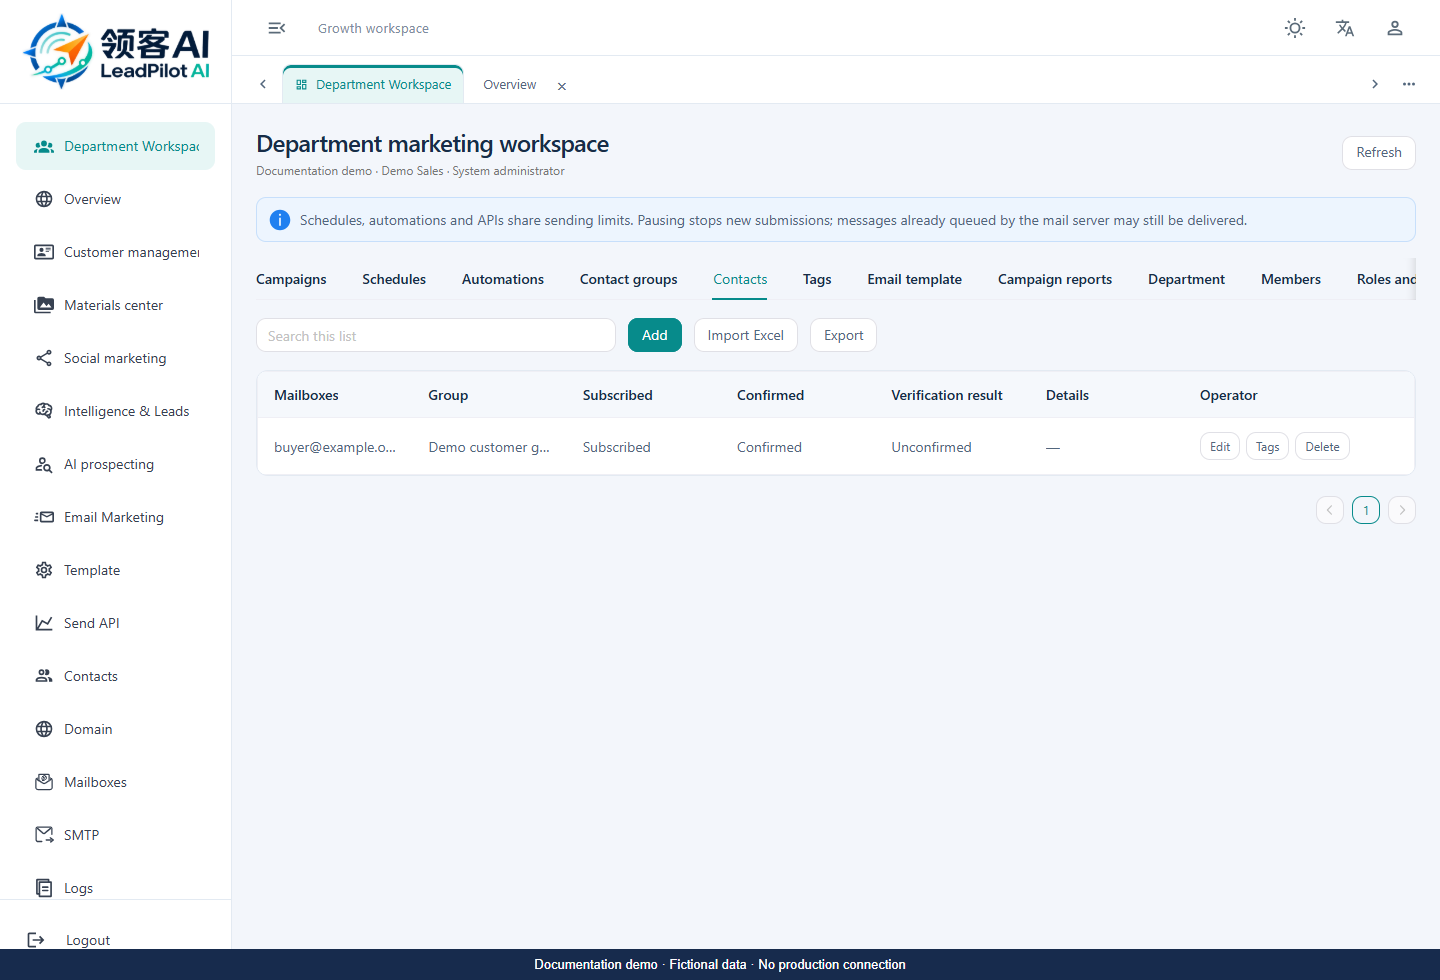 领客AI
LeadPilot AI
Growth workspace
Department Workspace
Overview
Department Workspac
Overview
Customer managemen
Materials center
Social marketing
Intelligence & Leads
AI prospecting
Email Marketing
Template
Send API
Contacts
Domain
Mailboxes
SMTP
Logs
Logout
Department marketing workspace
Documentation demo · Demo Sales · System administrator
Refresh
Schedules, automations and APIs share sending limits. Pausing stops new submissions; messages already queued by the mail server may still be delivered.
Campaigns Schedules Automations Contact groups Contacts Tags Email template Campaign reports Department Members Roles and
Search this list Add Import Excel Export
Mailboxes Group Subscribed Confirmed Verification result Details Operator
buyer@example.o... Demo customer g... Subscribed Confirmed Unconfirmed — Edit Tags Delete
1
Documentation demo · Fictional data · No production connection